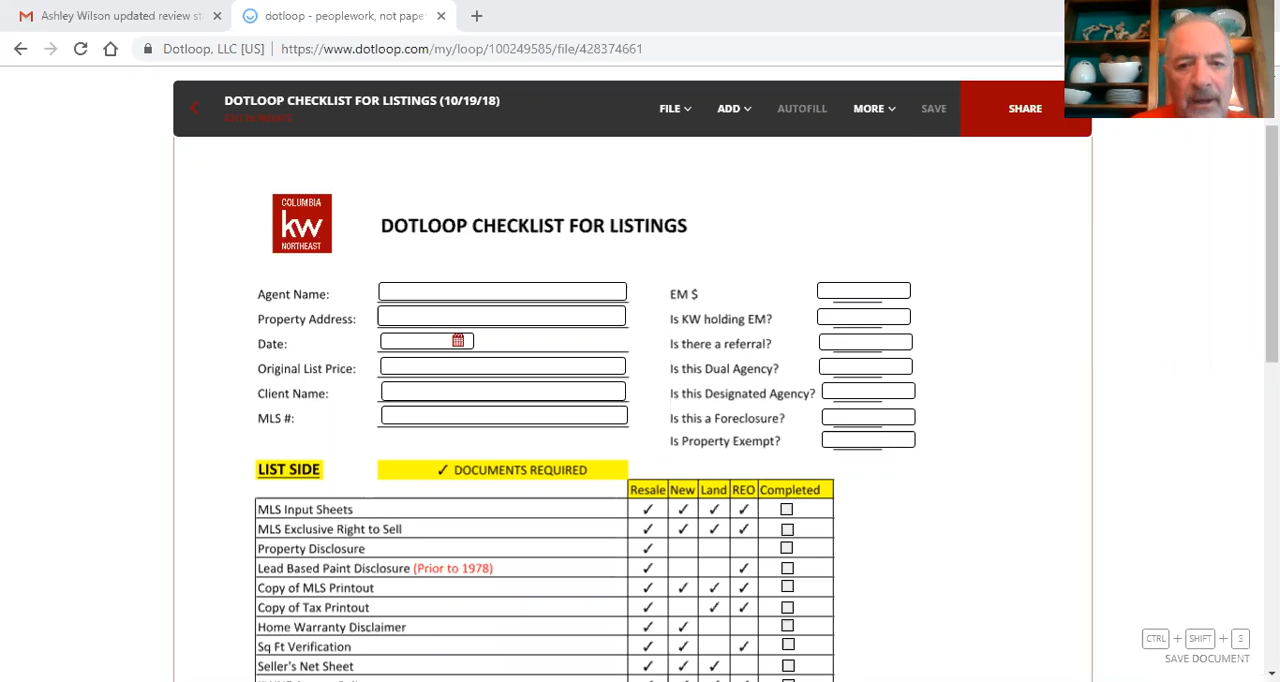 Ashley Wilson updated review st
dotloop - peoplework, not pape
Dotloop, LLC [US] https://www.dotloop.com/my/loop/100249585/file/428374661
DOTLOOP CHECKLIST FOR LISTINGS (10/19/18)
FILE ADD AUTOFILL MORE SAVE SHARE
COLUMBIA
kw
NORTHEAST
DOTLOOP CHECKLIST FOR LISTINGS
Agent Name: EM $
Property Address: Is KW holding EM?
Date: Is there a referral?
Original List Price: Is this Dual Agency?
Client Name: Is this Designated Agency?
MLS #: Is this a Foreclosure?
Is Property Exempt?
LIST SIDE ✓ DOCUMENTS REQUIRED
Resale New Land REO Completed
MLS Input Sheets ✓ ✓ ✓ ✓
MLS Exclusive Right to Sell ✓ ✓ ✓ ✓
Property Disclosure ✓
Lead Based Paint Disclosure (Prior to 1978) ✓ ✓
Copy of MLS Printout ✓ ✓ ✓ ✓
Copy of Tax Printout ✓ ✓ ✓
Home Warranty Disclaimer ✓ ✓
Sq Ft Verification ✓ ✓ ✓
Seller's Net Sheet ✓ ✓ ✓
CTRL + SHIFT + S
SAVE DOCUMENT